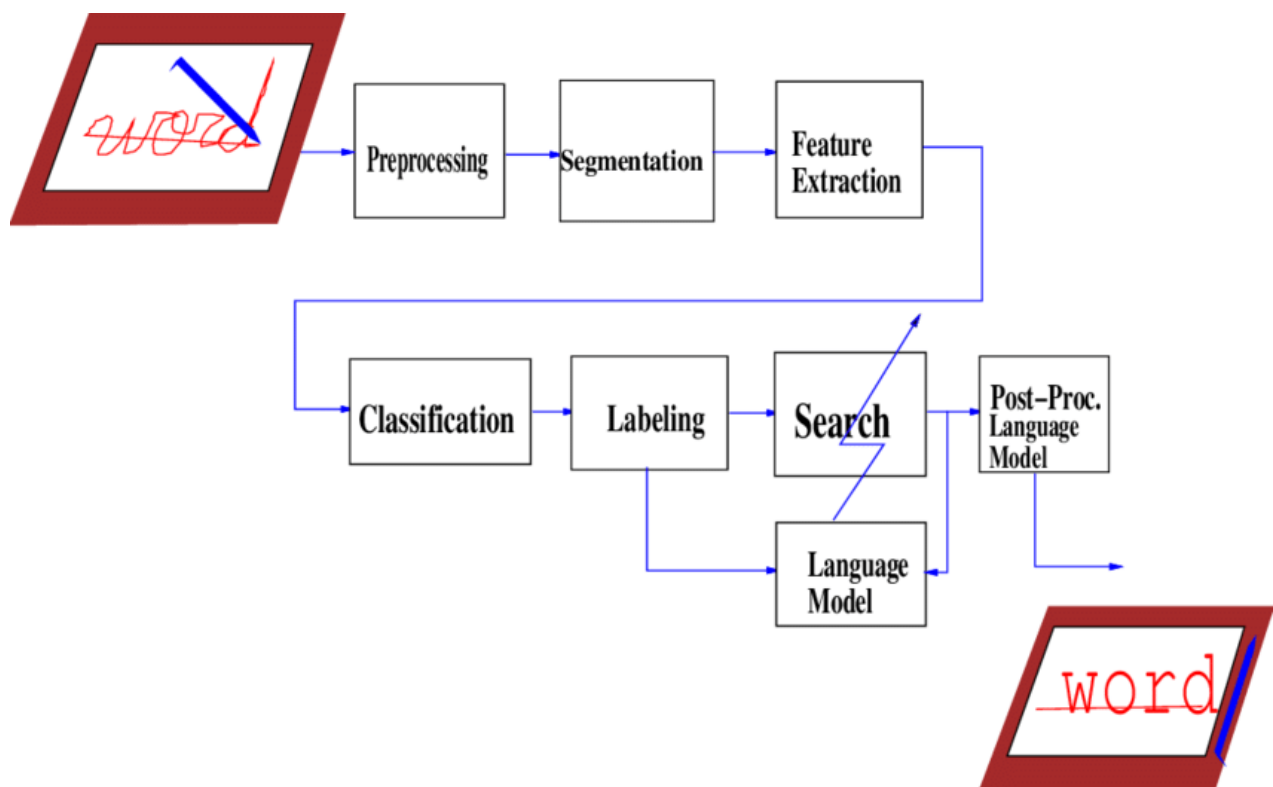 word
Preprocessing
Segmentation
Feature
Extraction
Classification
Labeling
Search
Post-Proc.
Language
Model
Language
Model
word